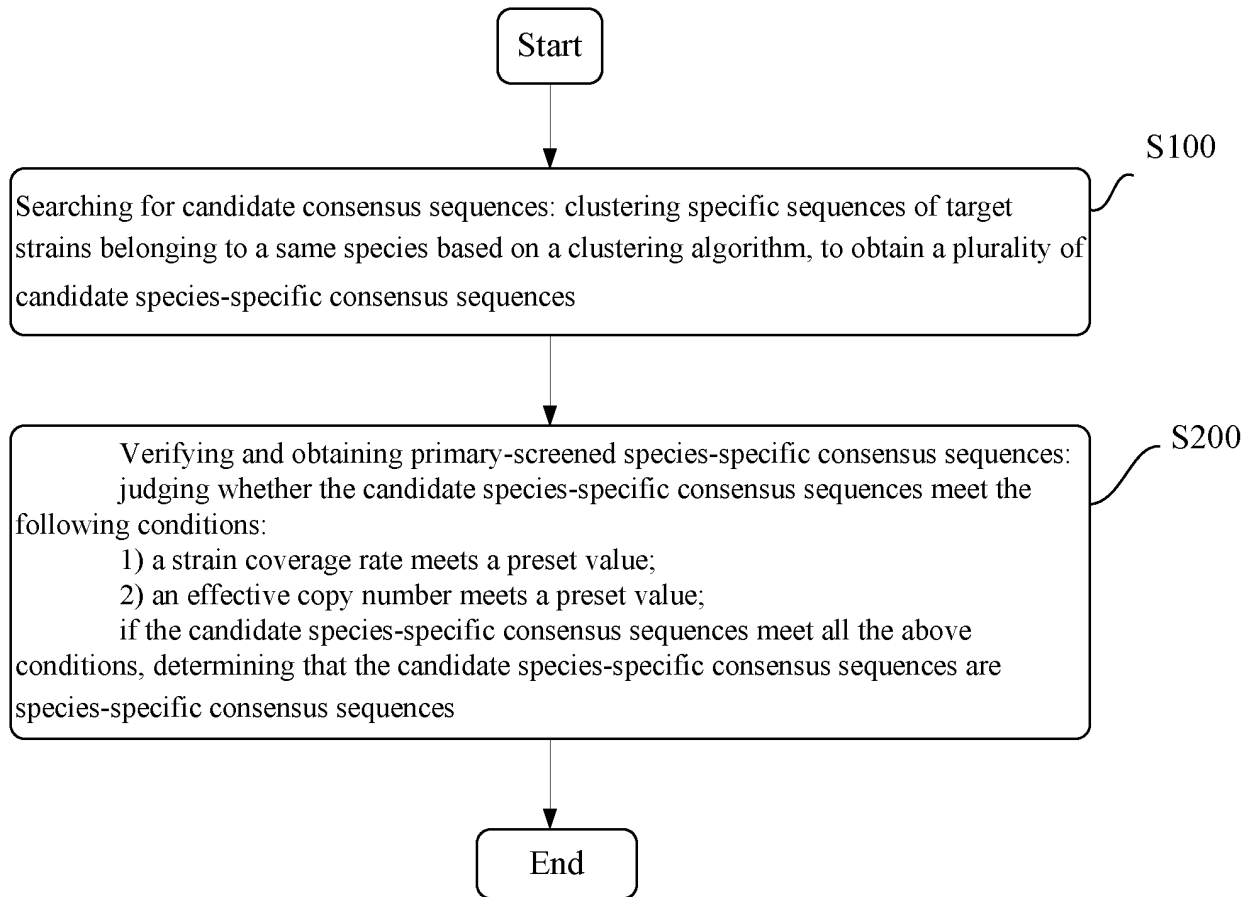 Start
S100
Searching for candidate consensus sequences: clustering specific sequences of target
strains belonging to a same species based on a clustering algorithm, to obtain a plurality of
candidate species-specific consensus sequences
S200
Verifying and obtaining primary-screened species-specific consensus sequences:
judging whether the candidate species-specific consensus sequences meet the
following conditions:
1) a strain coverage rate meets a preset value;
2) an effective copy number meets a preset value;
if the candidate species-specific consensus sequences meet all the above
conditions, determining that the candidate species-specific consensus sequences are
species-specific consensus sequences
End